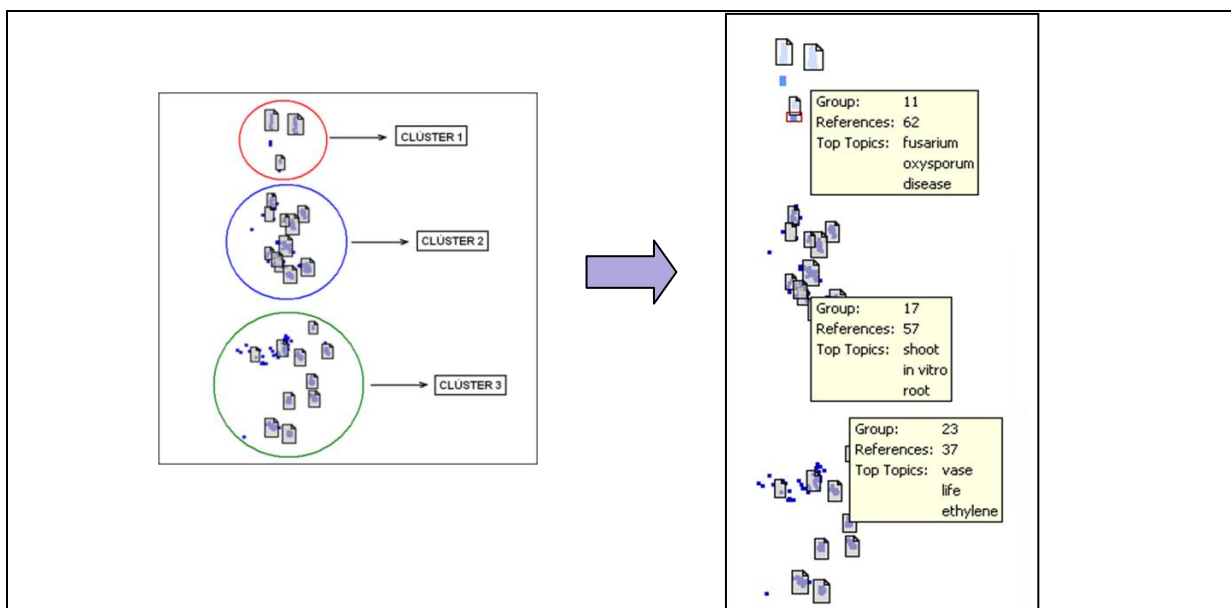 CLÚSTER 1
CLÚSTER 2
CLÚSTER 3
Group: 11
References: 62
Top Topics: fusarium
oxysporum
disease
Group: 17
References: 57
Top Topics: shoot
in vitro
root
Group: 23
References: 37
Top Topics: vase
life
ethylene